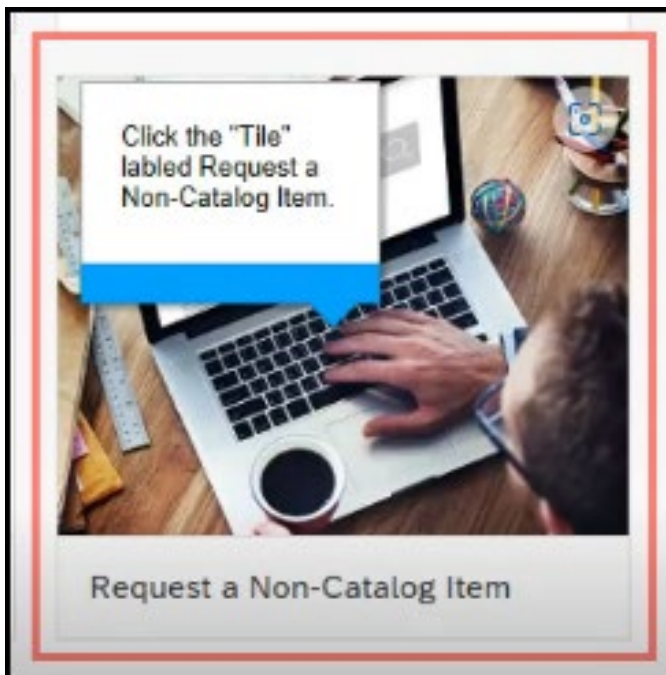 Click the "Tile"
labled Request a
Non-Catalog Item.
Request a Non-Catalog Item